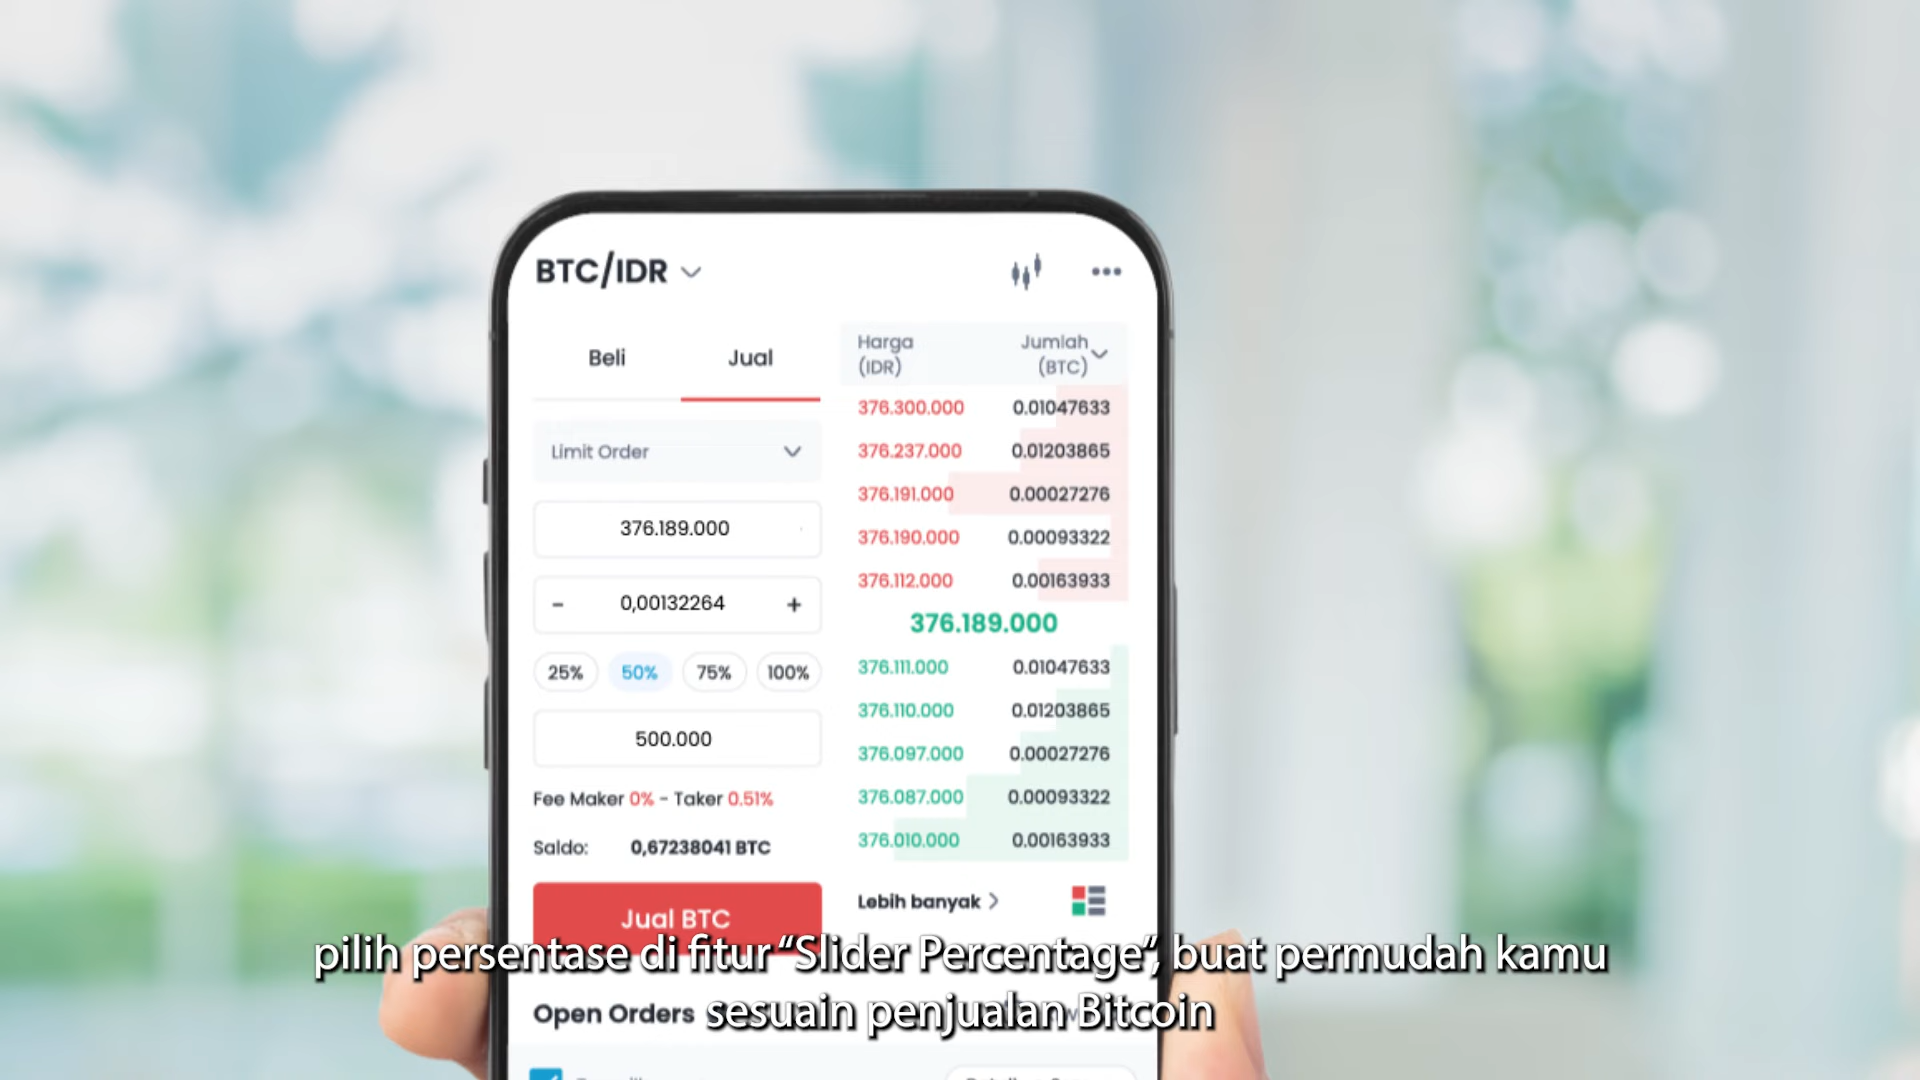 BTC/IDR
Beli Jual
Limit Order
376.189.000
- 0,00132264 +
25% 50% 75% 100%
500.000
Fee Maker 0% - Taker 0.51%
Saldo: 0,67238041 BTC
Jual BTC
Harga (IDR) Jumlah (BTC)
376.300.000 0.01047633
376.237.000 0.01203865
376.191.000 0.00027276
376.190.000 0.00093322
376.112.000 0.00163933
376.189.000
376.111.000 0.01047633
376.110.000 0.01203865
376.097.000 0.00027276
376.087.000 0.00093322
376.010.000 0.00163933
Lebih banyak
Open Orders
pilih persentase di fitur “Slider Percentage”, buat permudah kamu
sesuain penjualan Bitcoin